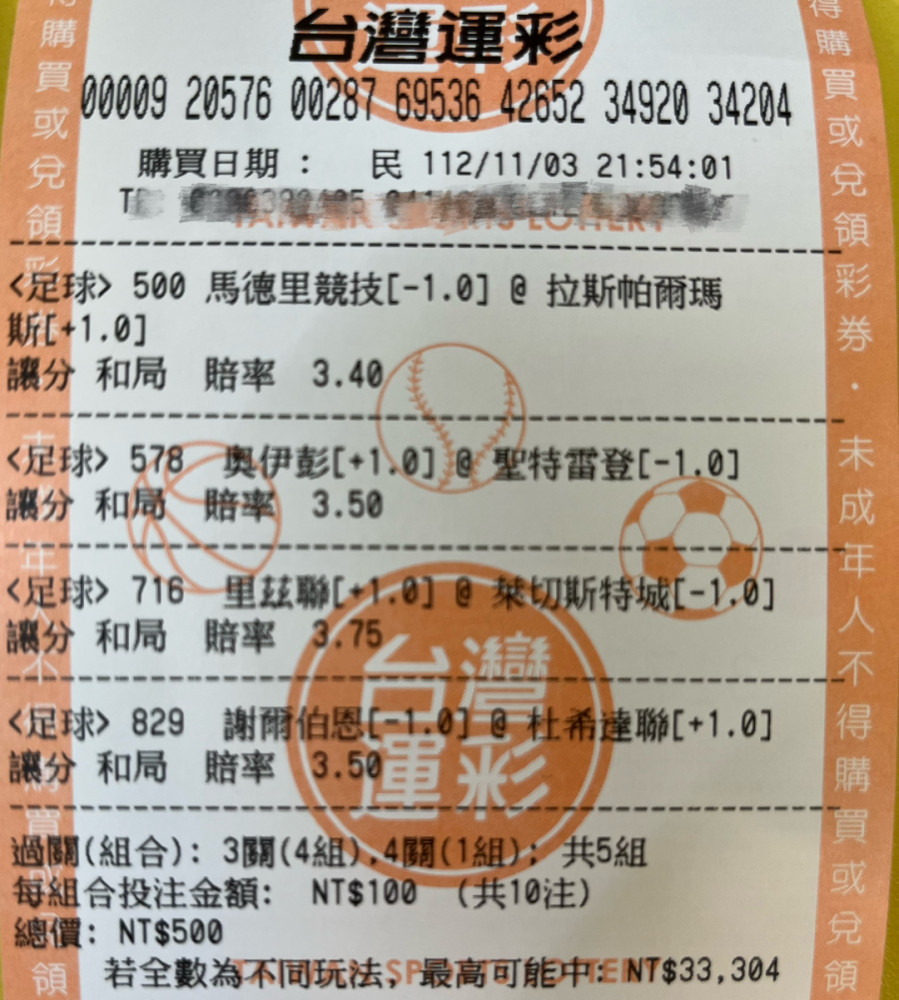 台灣運彩
00009 20576 00287 69536 42652 34920 34204
購買日期： 民 112/11/03 21:54:01
<足球> 500 馬德里競技[-1.0] @ 拉斯帕爾瑪
斯[+1.0]
讓分 和局 賠率 3.40
<足球> 578 奧伊彭[+1.0] @ 聖特雷登[-1.0]
讓分 和局 賠率 3.50
<足球> 716 里茲聯[+1.0] @ 萊切斯特城[-1.0]
讓分 和局 賠率 3.75
<足球> 829 謝爾伯恩[-1.0] @ 杜希達聯[+1.0]
讓分 和局 賠率 3.50
過關(組合): 3關(4組),4關(1組); 共5組
每組合投注金額: NT$100 (共10注)
總價: NT$500
若全數為不同玩法, 最高可能中: NT$33,304
台灣運彩
得購買或兌領彩券．未成年人不得購買或兌領